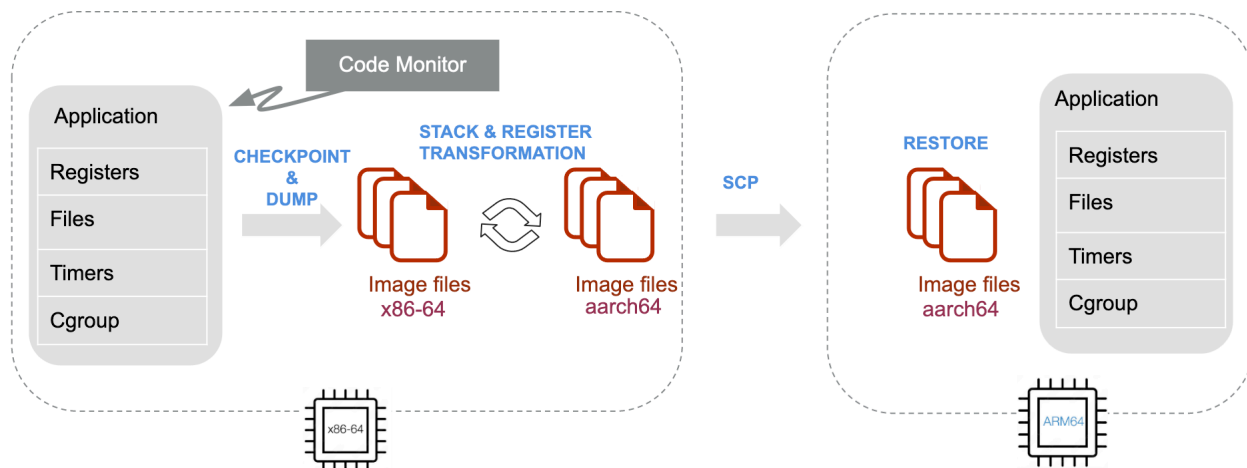 Code Monitor
Application
Registers
Files
Timers
Cgroup
CHECKPOINT
&
DUMP
STACK & REGISTER
TRANSFORMATION
Image files
x86-64
Image files
aarch64
x86-64
SCP
RESTORE
Image files
aarch64
Application
Registers
Files
Timers
Cgroup
ARM64